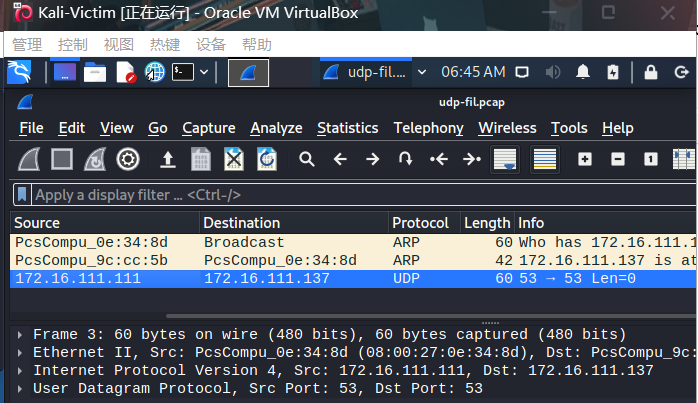 Kali-Victim [正在运行] - Oracle VM VirtualBox
管理 控制 视图 热键 设备 帮助
udp-fil.... 06:45 AM
udp-fil.pcap
File Edit View Go Capture Analyze Statistics Telephony Wireless Tools Help
Apply a display filter ... <Ctrl-/>
Source Destination Protocol Length Info
PcsCompu_0e:34:8d Broadcast ARP 60 Who has 172.16.111.1
PcsCompu_9c:cc:5b PcsCompu_0e:34:8d ARP 42 172.16.111.137 is at
172.16.111.111 172.16.111.137 UDP 60 53 → 53 Len=0
Frame 3: 60 bytes on wire (480 bits), 60 bytes captured (480 bits)
Ethernet II, Src: PcsCompu_0e:34:8d (08:00:27:0e:34:8d), Dst: PcsCompu_9c:
Internet Protocol Version 4, Src: 172.16.111.111, Dst: 172.16.111.137
User Datagram Protocol, Src Port: 53, Dst Port: 53